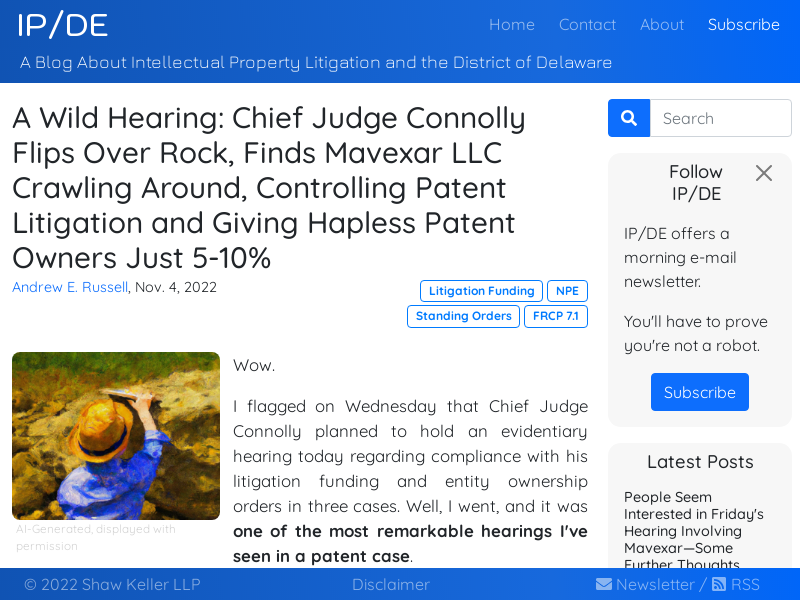 IP/DE
Home Contact About Subscribe
A Blog About Intellectual Property Litigation and the District of Delaware
A Wild Hearing: Chief Judge Connolly
Flips Over Rock, Finds Mavexar LLC
Crawling Around, Controlling Patent
Litigation and Giving Hapless Patent
Owners Just 5-10%
Andrew E. Russell, Nov. 4, 2022
Litigation Funding NPE
Standing Orders FRCP 7.1
AI-Generated, displayed with
permission
Wow.
I flagged on Wednesday that Chief Judge
Connolly planned to hold an evidentiary
hearing today regarding compliance with his
litigation funding and entity ownership
orders in three cases. Well, I went, and it was
one of the most remarkable hearings I've
seen in a patent case.
Search
Follow
IP/DE
IP/DE offers a
morning e-mail
newsletter.
You'll have to prove
you're not a robot.
Subscribe
Latest Posts
People Seem
Interested in Friday's
Hearing Involving
Mavexar—Some
Further Thoughts
© 2022 Shaw Keller LLP
Disclaimer
Newsletter / RSS